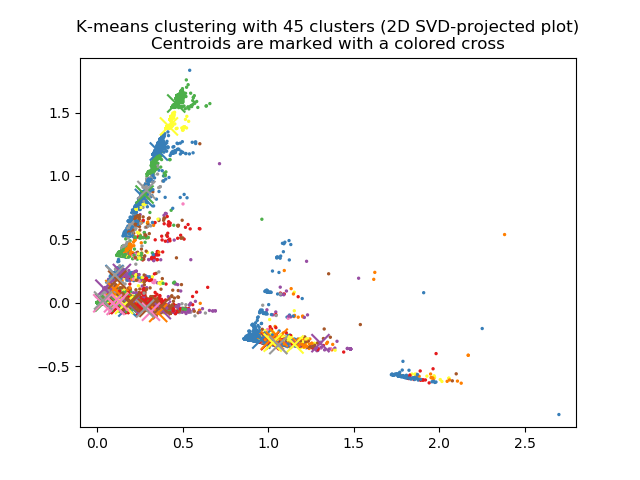 K-means clustering with 45 clusters (2D SVD-projected plot)
Centroids are marked with a colored cross
1.5
1.0
0.5
0.0
−0.5
0.0 0.5 1.0 1.5 2.0 2.5